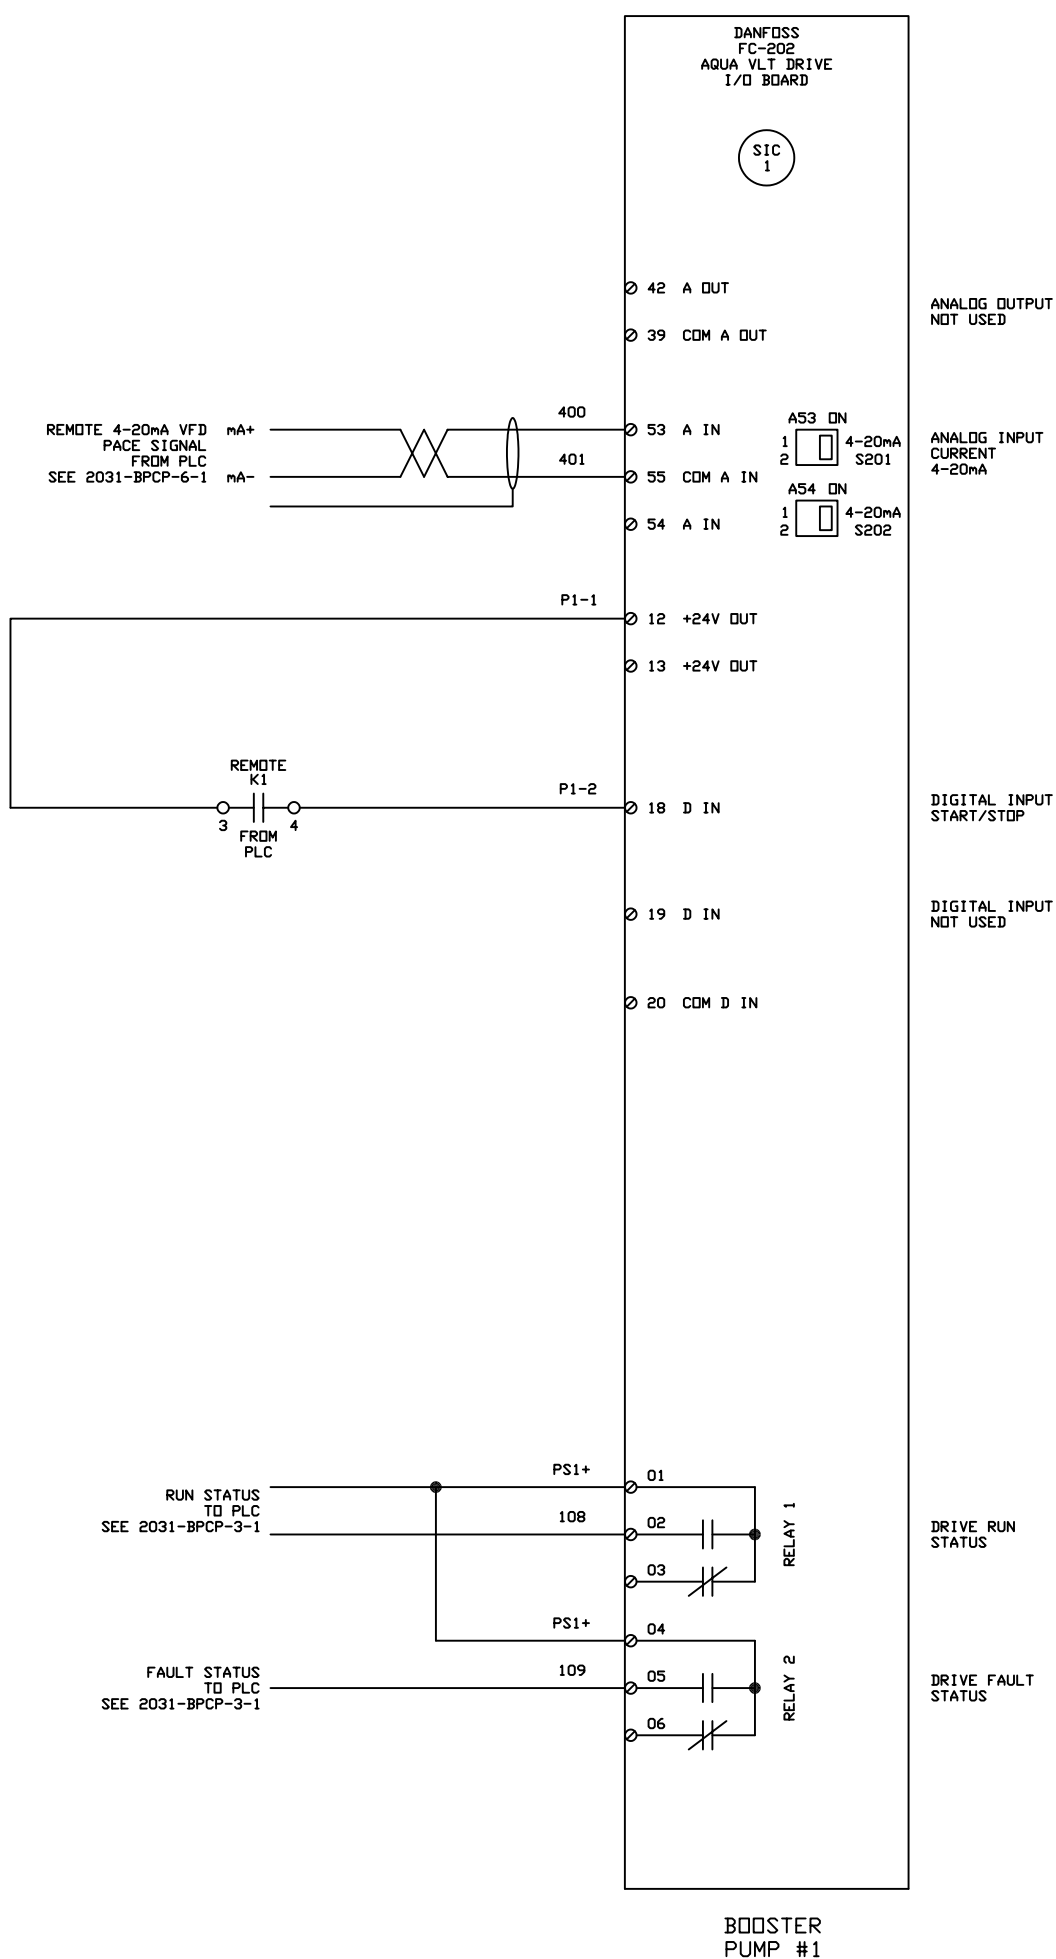 DANFOSS
FC-202
AQUA VLT DRIVE
I/O BOARD
SIC
1
42 A OUT
39 COM A OUT
ANALOG OUTPUT
NOT USED
REMOTE 4-20mA VFD mA+
PACE SIGNAL
FROM PLC
SEE 2031-BPCP-6-1 mA-
400
401
53 A IN
55 COM A IN
54 A IN
A53 ON
1
2
4-20mA
S201
A54 ON
1
2
4-20mA
S202
ANALOG INPUT
CURRENT
4-20mA
P1-1
12 +24V OUT
13 +24V OUT
REMOTE
K1
3
4
FROM
PLC
P1-2
18 D IN
DIGITAL INPUT
START/STOP
19 D IN
DIGITAL INPUT
NOT USED
20 COM D IN
RUN STATUS
TO PLC
SEE 2031-BPCP-3-1
PS1+
108
01
02
03
RELAY 1
DRIVE RUN
STATUS
FAULT STATUS
TO PLC
SEE 2031-BPCP-3-1
PS1+
109
04
05
06
RELAY 2
DRIVE FAULT
STATUS
BOOSTER
PUMP #1